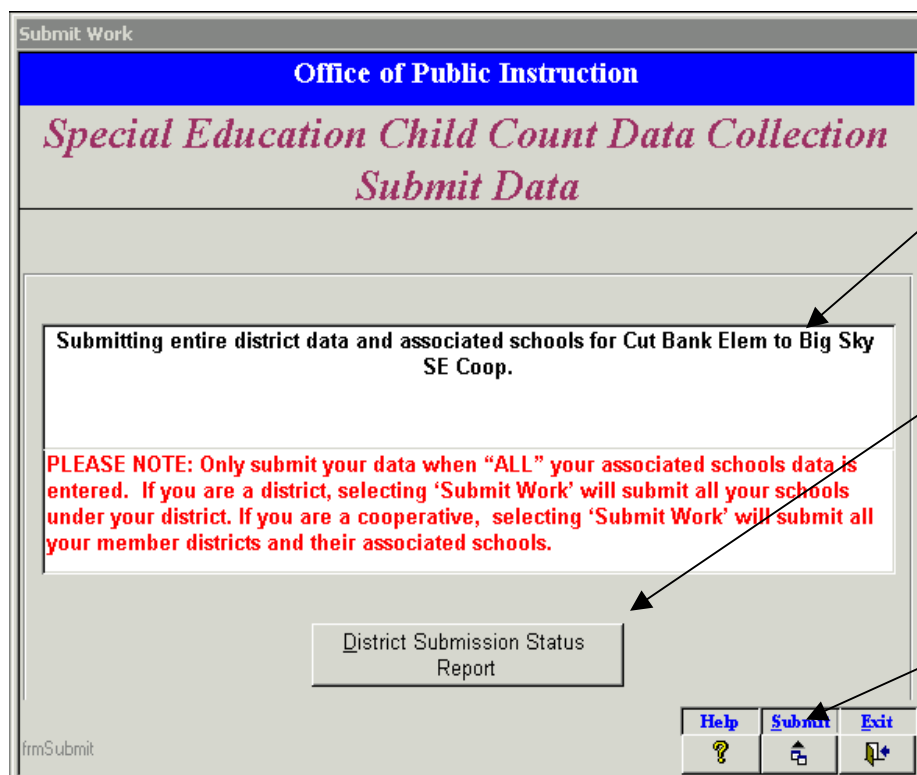 Submit Work
Office of Public Instruction
Special Education Child Count Data Collection
Submit Data
Submitting entire district data and associated schools for Cut Bank Elem to Big Sky
SE Coop.
PLEASE NOTE: Only submit your data when “ALL” your associated schools data is
entered.  If you are a district, selecting ‘Submit Work’ will submit all your schools
under your district. If you are a cooperative,  selecting ‘Submit Work’ will submit all
your member districts and their associated schools.
District Submission Status
Report
Help Submit Exit
frmSubmit